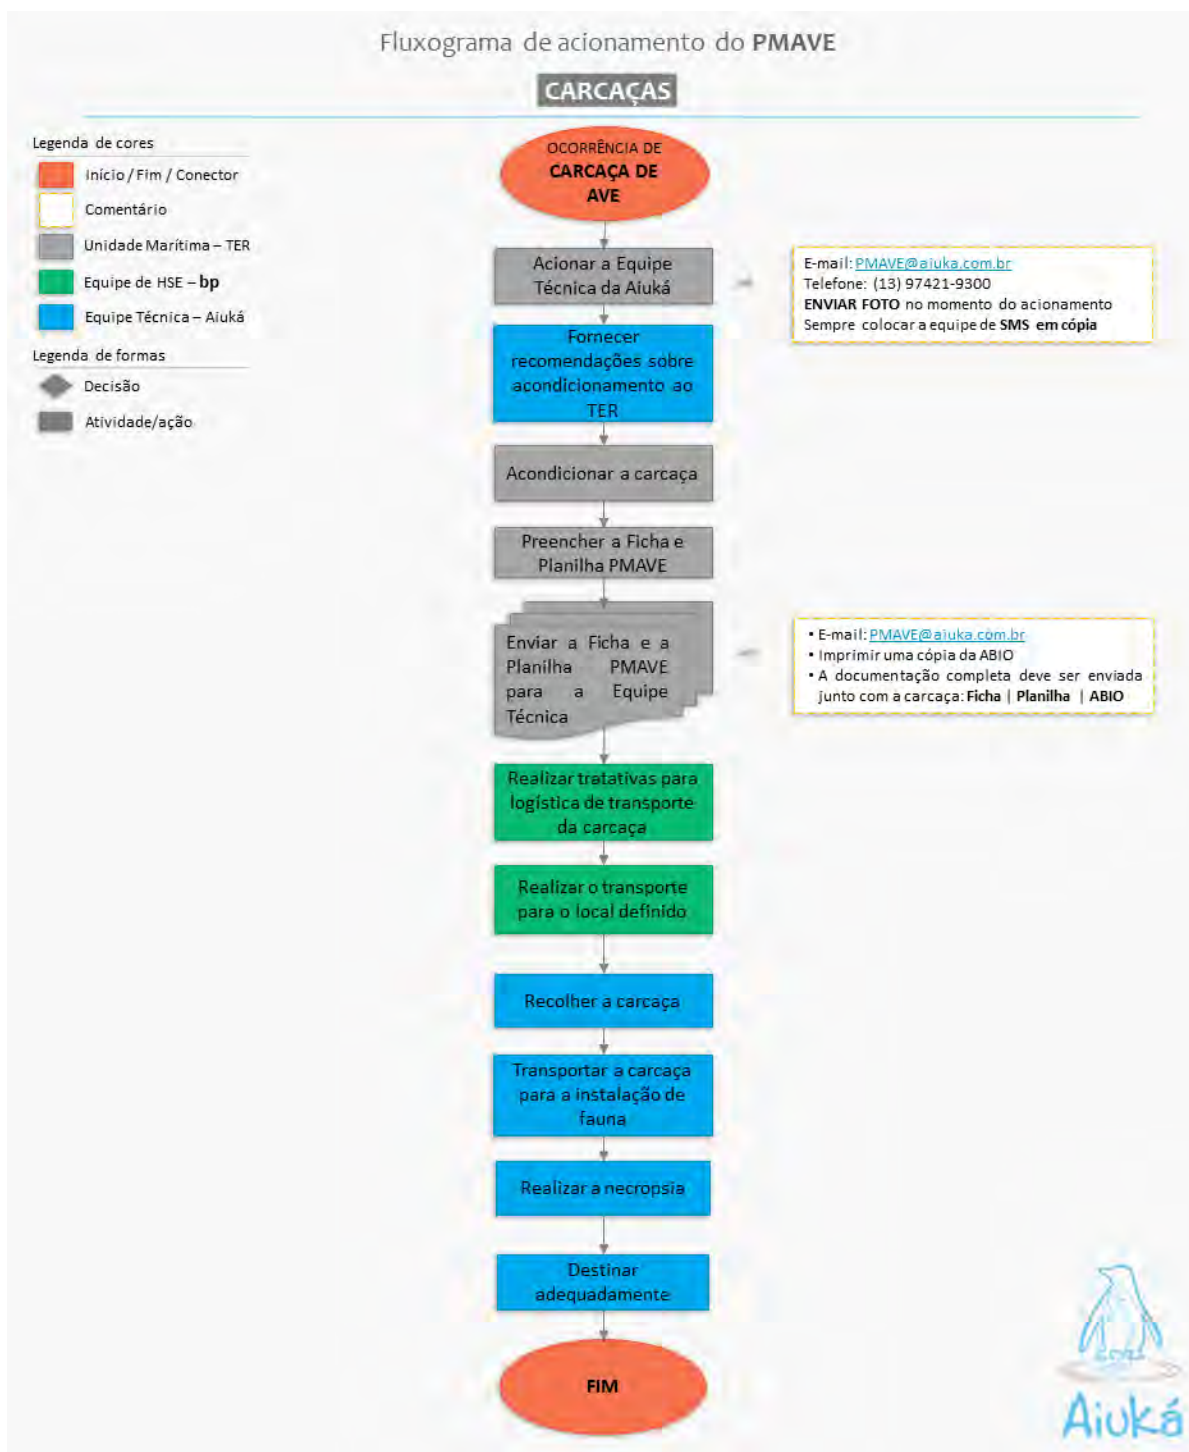 Fluxograma de acionamento do PMAVE
CARCAÇAS
Legenda de cores
Início / Fim / Conector
Comentário
Unidade Marítima – TER
Equipe de HSE – bp
Equipe Técnica – Aiuká
Legenda de formas
Decisão
Atividade/ação
OCORRÊNCIA DE
CARCAÇA DE
AVE
Acionar a Equipe
Técnica da Aiuká
E-mail: PMAVE@aiuka.com.br
Telefone: (13) 97421-9300
ENVIAR FOTO no momento do acionamento
Sempre colocar a equipe de SMS em cópia
Fornecer
recomendações sobre
acondicionamento ao
TER
Acondicionar a carcaça
Preencher a Ficha e
Planilha PMAVE
Enviar a Ficha e a
Planilha PMAVE
para a Equipe
Técnica
• E-mail: PMAVE@aiuka.com.br
• Imprimir uma cópia da ABIO
• A documentação completa deve ser enviada
junto com a carcaça: Ficha | Planilha | ABIO
Realizar tratativas para
logística de transporte
da carcaça
Realizar o transporte
para o local definido
Recolher a carcaça
Transportar a carcaça
para a instalação de
fauna
Realizar a necropsia
Destinar
adequadamente
FIM
Aiuká